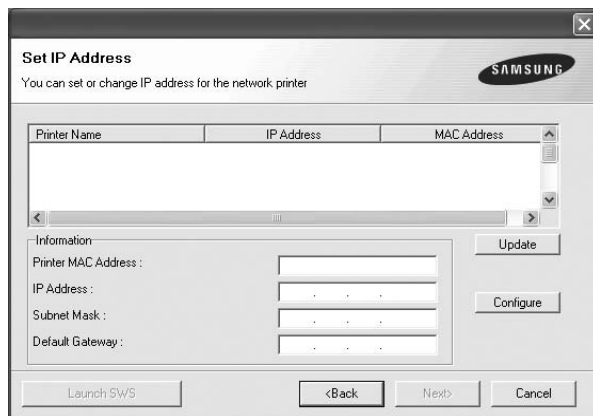 Set IP Address
You can set or change IP address for the network printer
SAMSUNG
Printer Name IP Address MAC Address
Information
Update
Printer MAC Address :
IP Address : . . .
Configure
Subnet Mask : . . .
Default Gateway : . . .
Launch SWS <Back Next> Cancel